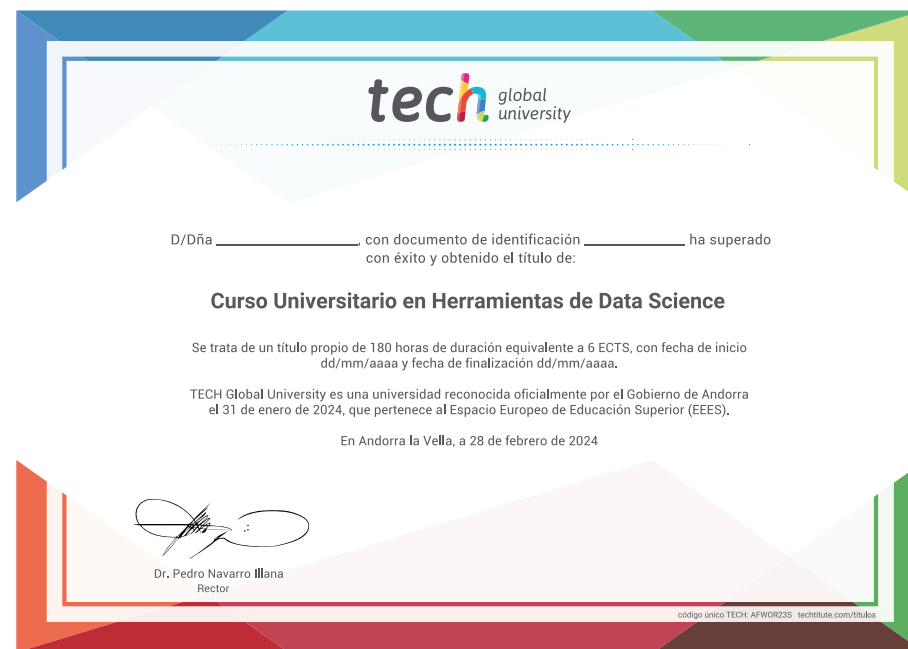 tech global university
D/Dña ____________, con documento de identificación ____________ ha superado
con éxito y obtenido el título de:
Curso Universitario en Herramientas de Data Science
Se trata de un título propio de 180 horas de duración equivalente a 6 ECTS, con fecha de inicio
dd/mm/aaaa y fecha de finalización dd/mm/aaaa.
TECH Global University es una universidad reconocida oficialmente por el Gobierno de Andorra
el 31 de enero de 2024, que pertenece al Espacio Europeo de Educación Superior (EEES).
En Andorra la Vella, a 28 de febrero de 2024
Dr. Pedro Navarro Illana
Rector
código único TECH: AFWOR23S techtitute.com/titulos